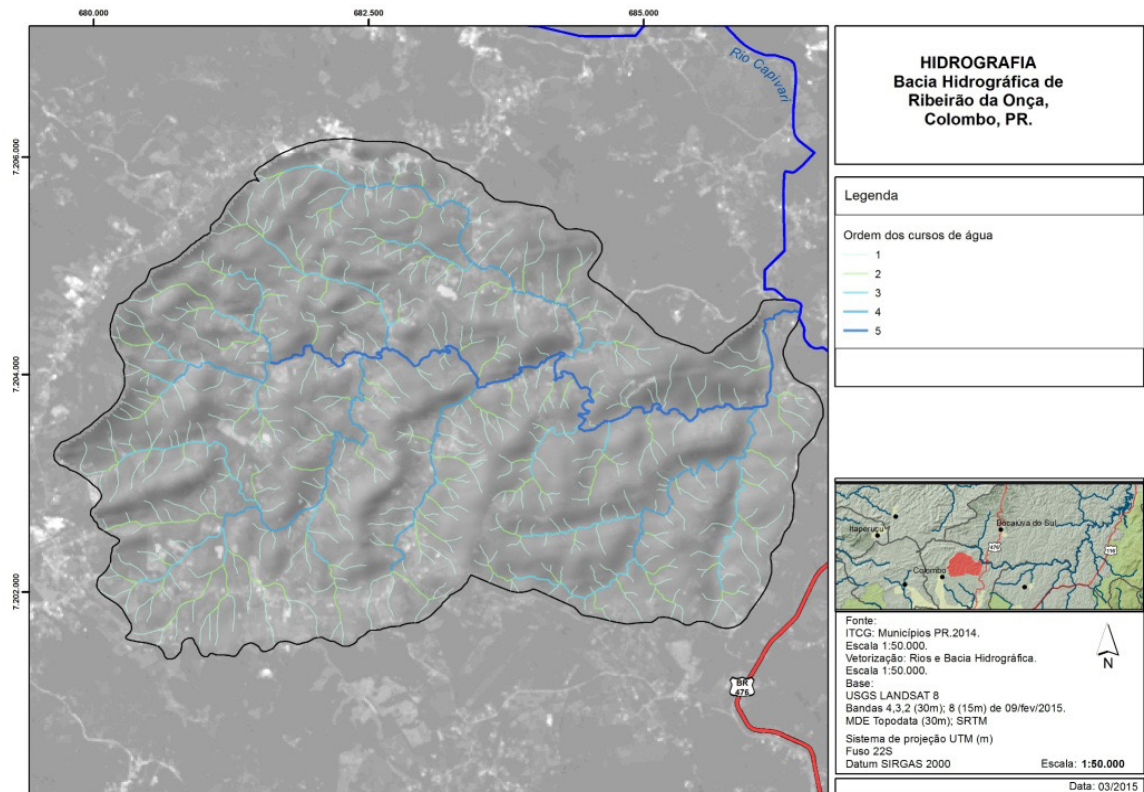 680.000
682.500
685.000
7.206.000
7.204.000
7.202.000
Rio Capivari
BR
476
HIDROGRAFIA
Bacia Hidrográfica de
Ribeirão da Onça,
Colombo, PR.
Legenda
Ordem dos cursos de água
1
2
3
4
5
Itaperuçu
Bocaiúva do Sul
Colombo
476
116
Fonte:
ITCG: Municípios PR.2014.
Escala 1:50.000.
Vetorização: Rios e Bacia Hidrográfica.
Escala 1:50.000.
Base:
USGS LANDSAT 8
Bandas 4,3,2 (30m); 8 (15m) de 09/fev/2015.
MDE Topodata (30m); SRTM
Sistema de projeção UTM (m)
Fuso 22S
Datum SIRGAS 2000
Escala: 1:50.000
N
Data: 03/2015